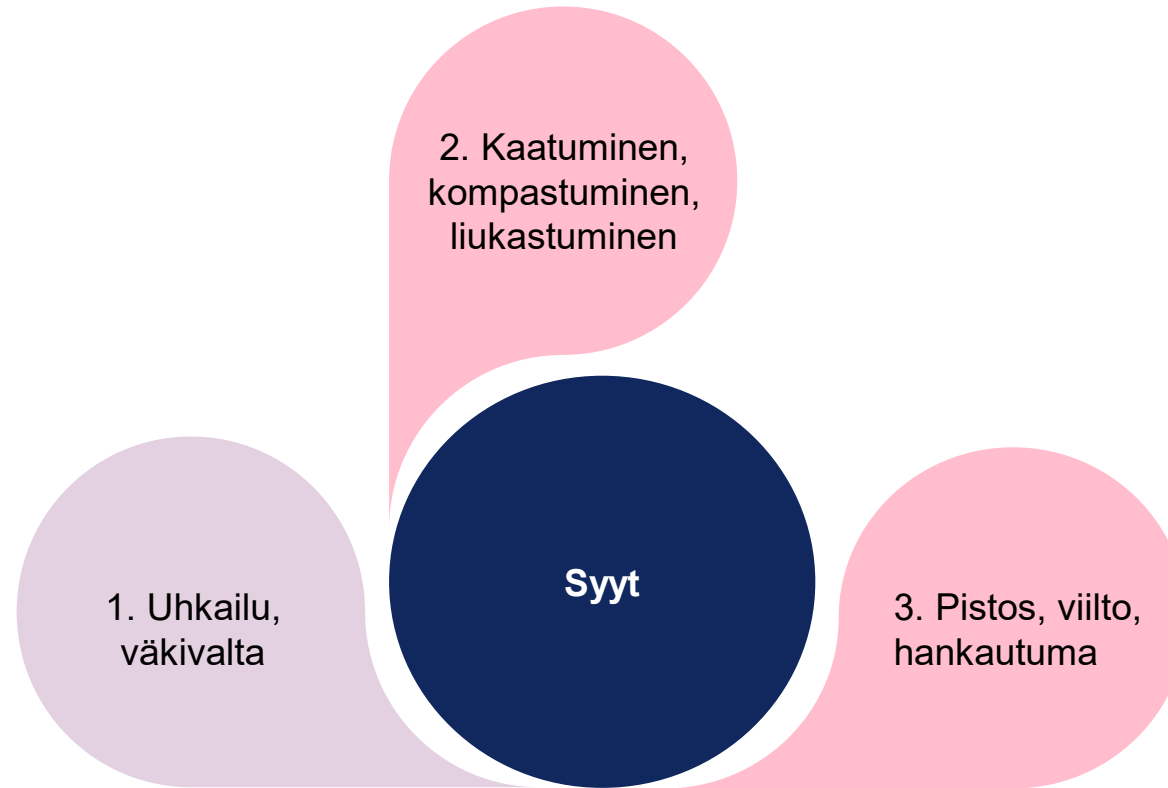 2. Kaatuminen,
kompastuminen,
liukastuminen
Syyt
1. Uhkailu,
väkivalta
3. Pistos, viilto,
hankautuma